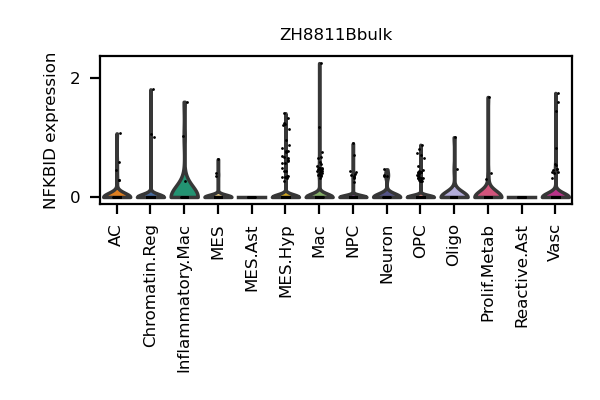 ZH8811Bbulk
NFKBID expression
2
0
AC
Chromatin.Reg
Inflammatory.Mac
MES
MES.Ast
MES.Hyp
Mac
NPC
Neuron
OPC
Oligo
Prolif.Metab
Reactive.Ast
Vasc